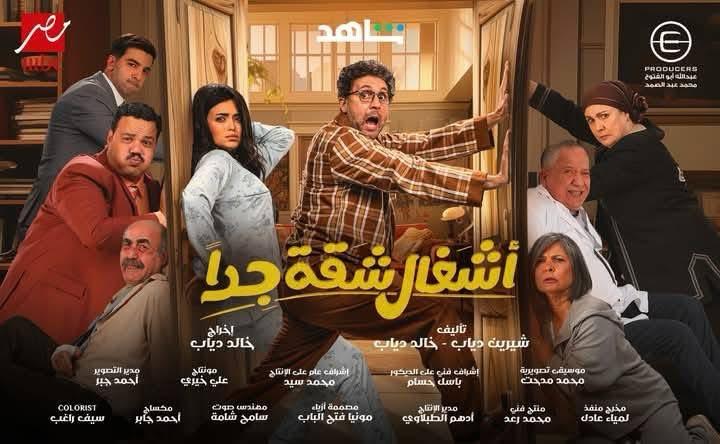 مصر
شاهد
E
PRODUCERS
عبدالله أبو الفتوح
محمد عبد الصمد
أشغال شقة جداً
تأليف
شيرين دياب - خالد دياب
إخراج
خالد دياب
موسيقى تصويرية
محمد مدحت
إشراف فني على الديكور
باسل حسام
إشراف عام على الإنتاج
محمد سيد
مونتاج
علي خيري
مدير التصوير
أحمد جبر
مخرج منفذ
لمياء عادل
منتج فني
محمد رعد
مدير الإنتاج
أدهم الطبلاوي
مصممة أزياء
مونيا فتح الباب
مهندس صوت
سامح شامة
مكساج
أحمد جابر
COLORIST
سيف راغب